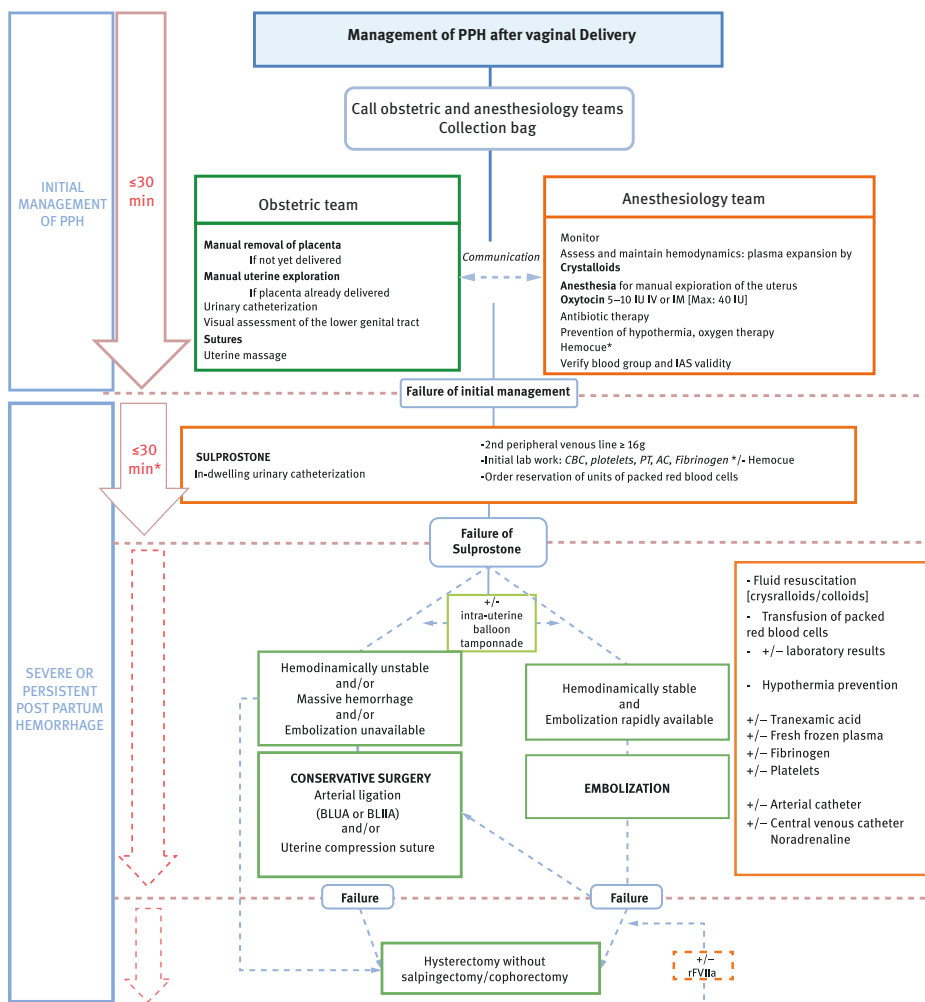 Management of PPH after vaginal Delivery
Call obstetric and anesthesiology teams
Collection bag
INITIAL
MANAGEMENT
OF PPH
≤30
min
Obstetric team
Manual removal of placenta
If not yet delivered
Manual uterine exploration
If placenta already delivered
Urinary catheterization
Visual assessment of the lower genital tract
Sutures
Uterine massage
Communication
Anesthesiology team
Monitor
Assess and maintain hemodynamics: plasma expansion by
Crystalloids
Anesthesia for manual exploration of the uterus
Oxytocin 5–10 IU IV or IM [Max: 40 IU]
Antibiotic therapy
Prevention of hypothermia, oxygen therapy
Hemocue*
Verify blood group and IAS validity
Failure of initial management
≤30
min*
SULPROSTONE
In-dwelling urinary catheterization
-2nd peripheral venous line ≥ 16g
-Initial lab work: CBC, plotelets, PT, AC, Fibrinogen */- Hemocue
-Order reservation of units of packed red blood cells
Failure of
Sulprostone
SEVERE OR
PERSISTENT
POST PARTUM
HEMORRHAGE
+/-
intra-uterine
balloon
tamponnade
Hemodinamically unstable
and/or
Massive hemorrhage
and/or
Embolization unavailable
Hemodinamically stable
and
Embolization rapidly available
CONSERVATIVE SURGERY
Arterial ligation
(BLUA or BLIIA)
and/or
Uterine compression suture
EMBOLIZATION
- Fluid resuscitation
[crysralloids/colloids]
- Transfusion of packed
red blood cells
- +/− laboratory results
- Hypothermia prevention
+/− Tranexamic acid
+/− Fresh frozen plasma
+/− Fibrinogen
+/− Platelets
+/− Arterial catheter
+/− Central venous catheter
Noradrenaline
Failure
Failure
Hysterectomy without
salpingectomy/cophorectomy
+/−
rFVIIa